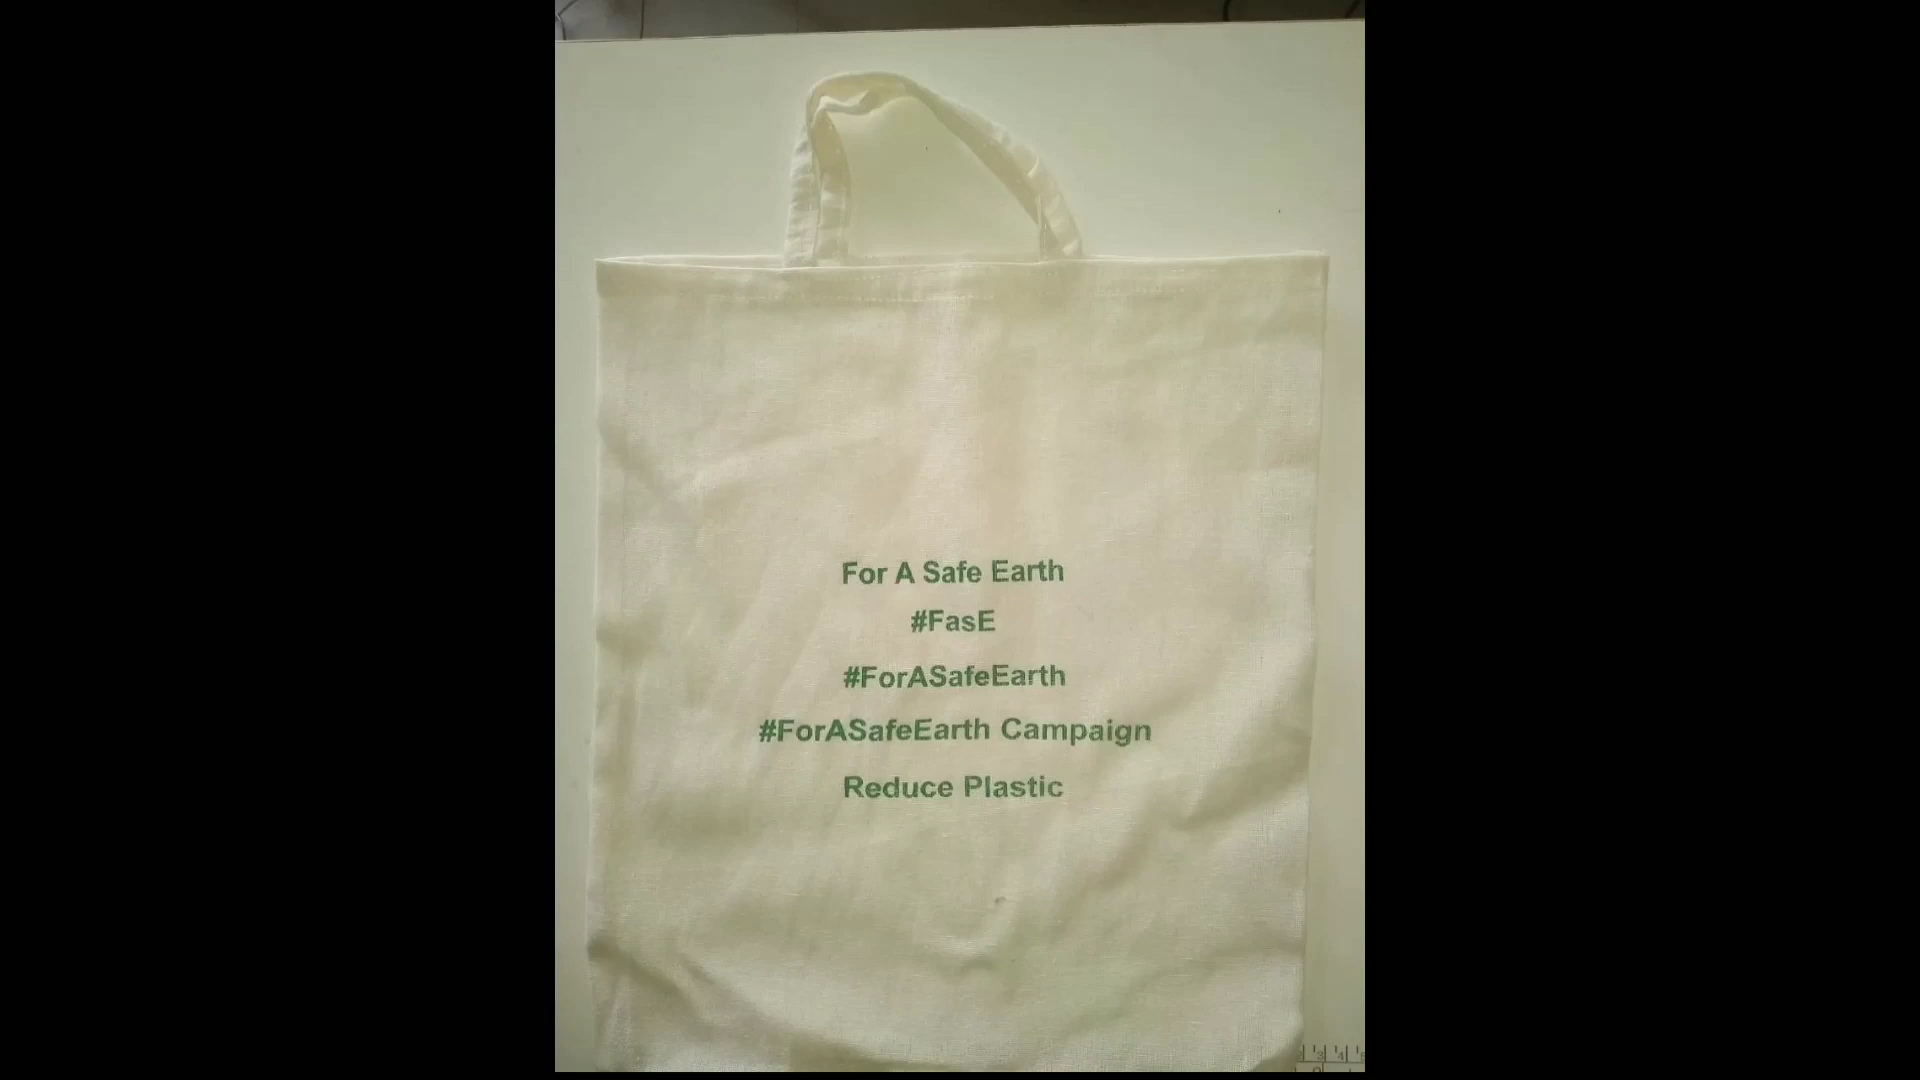 For A Safe Earth
#FasE
#ForASafeEarth
#ForASafeEarth Campaign
Reduce Plastic